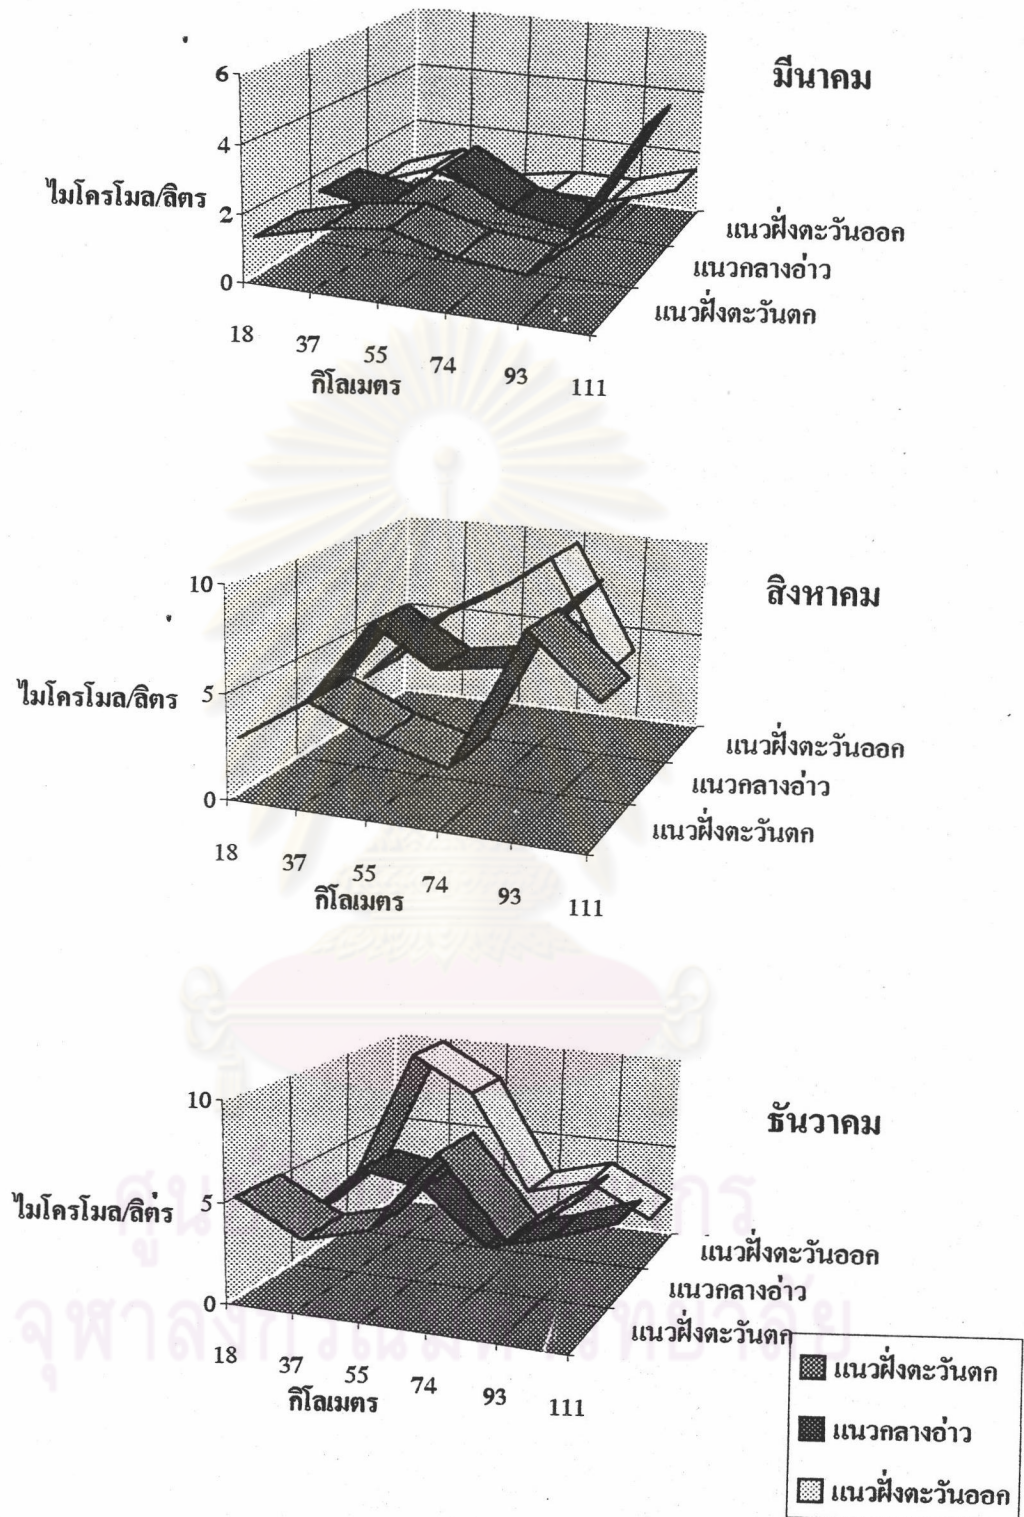 มีนาคม
6
4
ไมโครโมล/ลิตร
2
0
แนวฝั่งตะวันออก
แนวกลางอ่าว
แนวฝั่งตะวันตก
18 37 55 74 93 111
กิโลเมตร
สิงหาคม
10
ไมโครโมล/ลิตร
5
0
แนวฝั่งตะวันออก
แนวกลางอ่าว
แนวฝั่งตะวันตก
18 37 55 74 93 111
กิโลเมตร
ธันวาคม
10
ไมโครโมล/ลิตร
5
0
แนวฝั่งตะวันออก
แนวกลางอ่าว
แนวฝั่งตะวันตก
18 37 55 74 93 111
กิโลเมตร
แนวฝั่งตะวันตก
แนวกลางอ่าว
แนวฝั่งตะวันออก